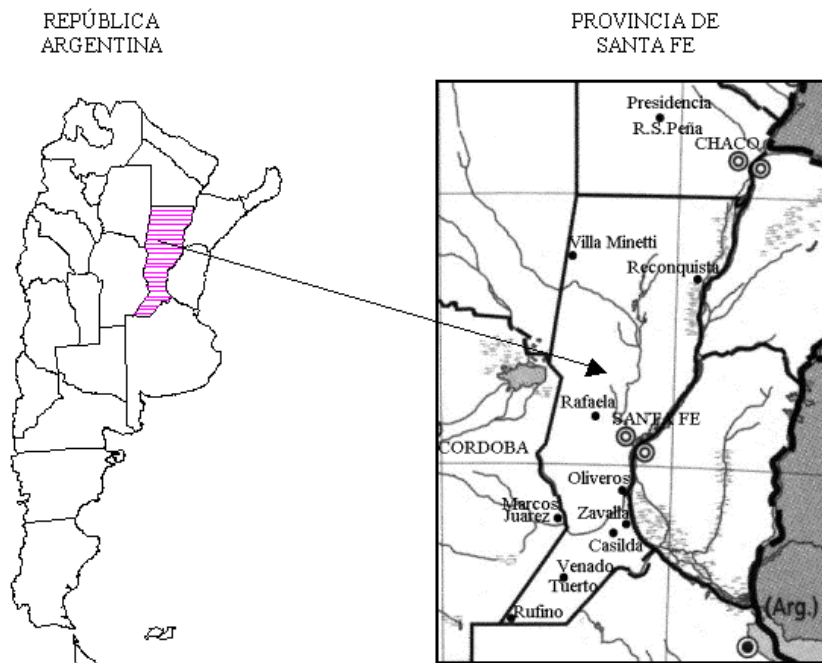 REPÚBLICA
ARGENTINA
PROVINCIA DE
SANTA FE
Presidencia
R.S.Peña
CHACO
Villa Minetti
Reconquista
Rafaela
SANTA FE
CORDOBA
Oliveros
Marcos
Juarez
Zavalla
Casilda
Venado
Tuerto
Rufino
(Arg.)